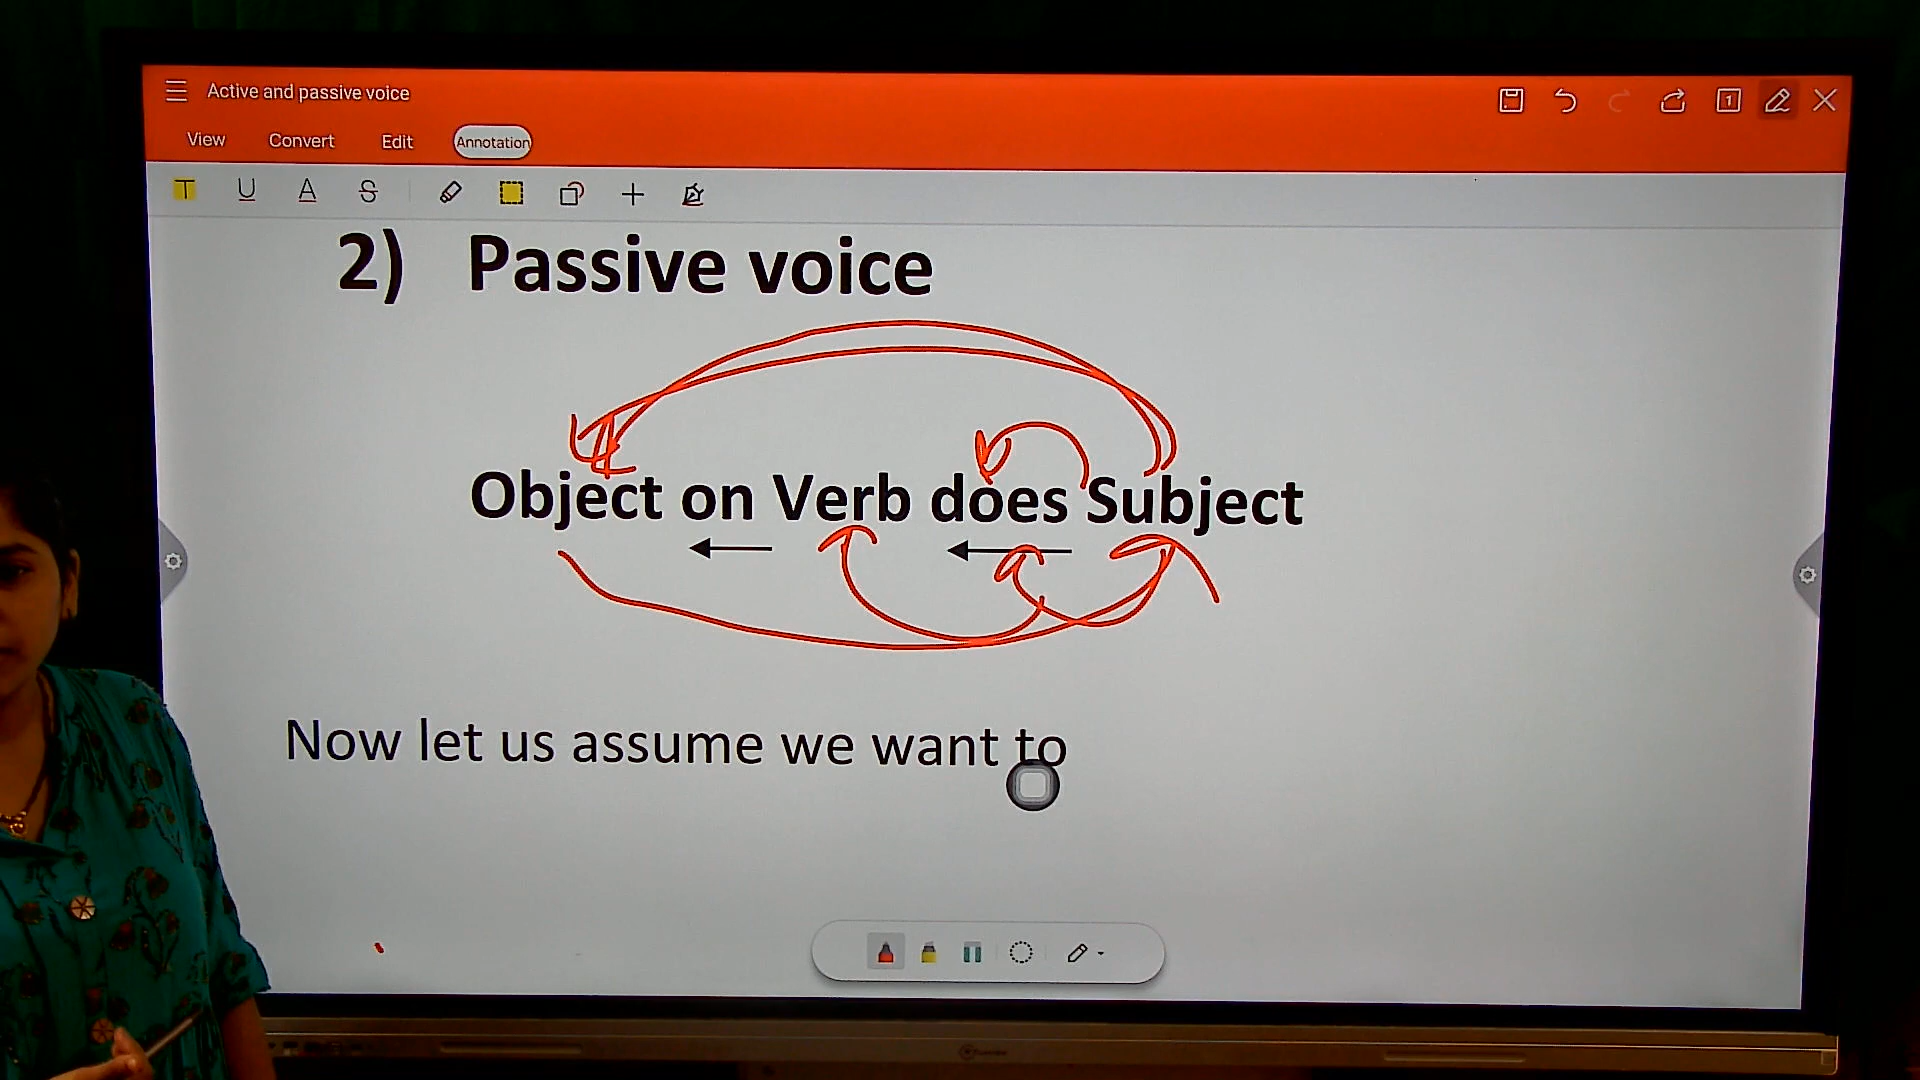 Active and passive voice
View Convert Edit Annotation
T U A S
2) Passive voice
Object on Verb does Subject
Now let us assume we want to